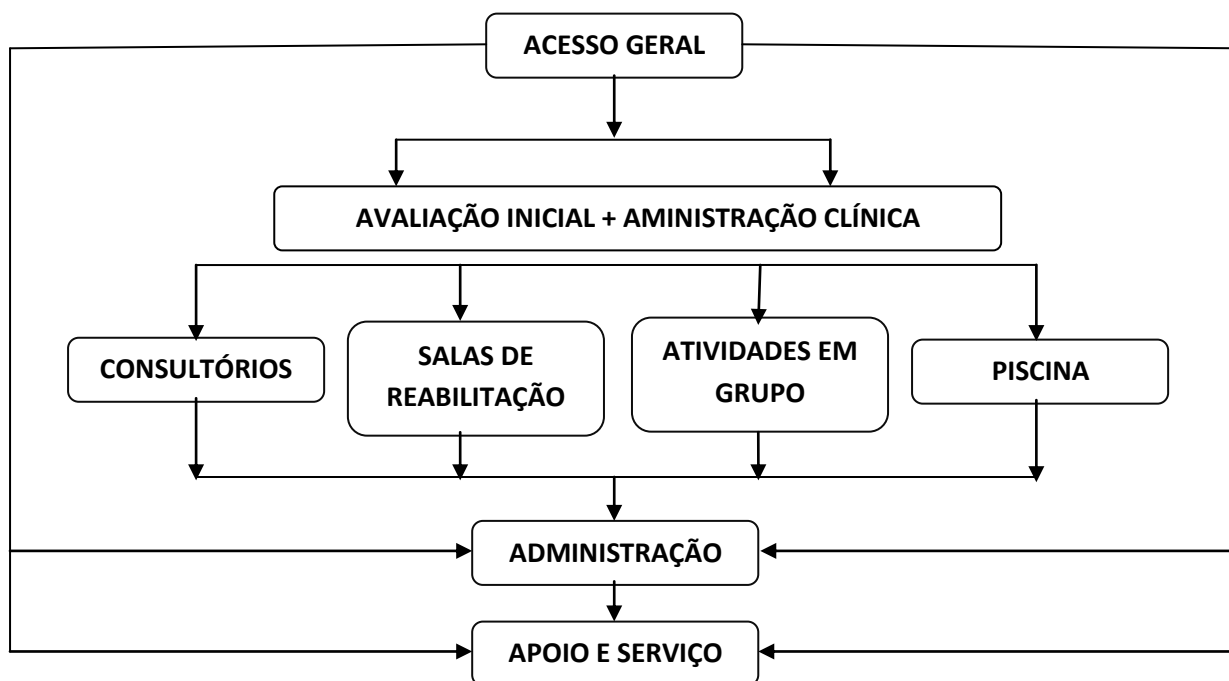 ACESSO GERAL
AVALIAÇÃO INICIAL + AMINISTRAÇÃO CLÍNICA
CONSULTÓRIOS
SALAS DE
REABILITAÇÃO
ATIVIDADES EM
GRUPO
PISCINA
ADMINISTRAÇÃO
APOIO E SERVIÇO